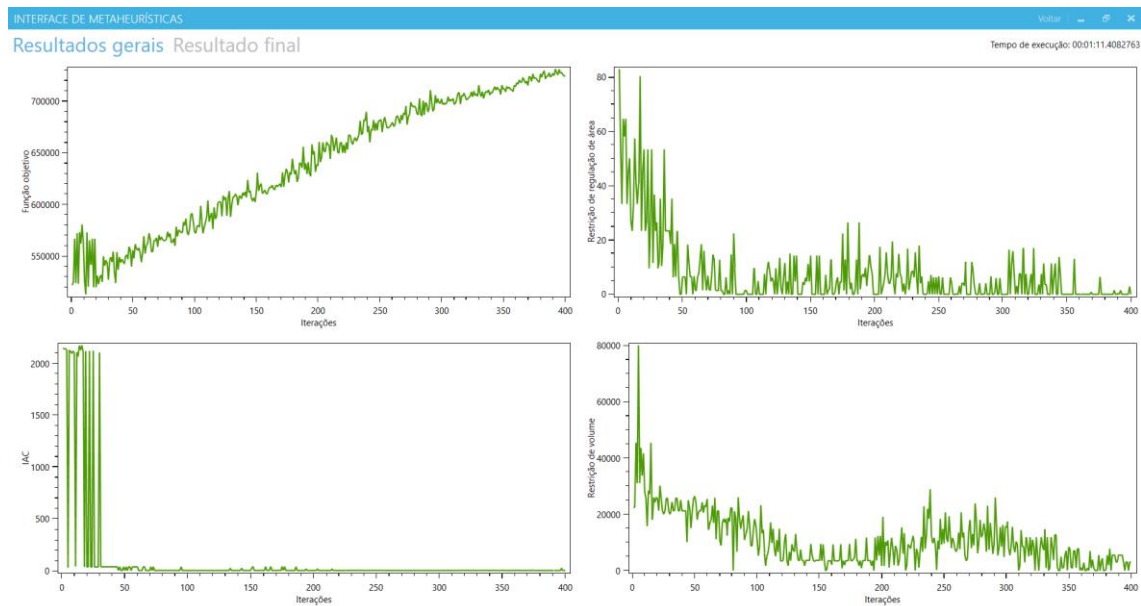 INTERFACE DE METAHEURÍSTICAS Voltar
Resultados gerais Resultado final Tempo de execução: 00:01:11.4082763
Função objetivo
700000
650000
600000
550000
0 50 100 150 200 250 300 350 400
Iterações
Restrição de regulação de área
80
60
40
20
0
0 50 100 150 200 250 300 350 400
Iterações
IAC
2000
1500
1000
500
0
0 50 100 150 200 250 300 350 400
Iterações
Restrição de volume
80000
60000
40000
20000
0
0 50 100 150 200 250 300 350 400
Iterações